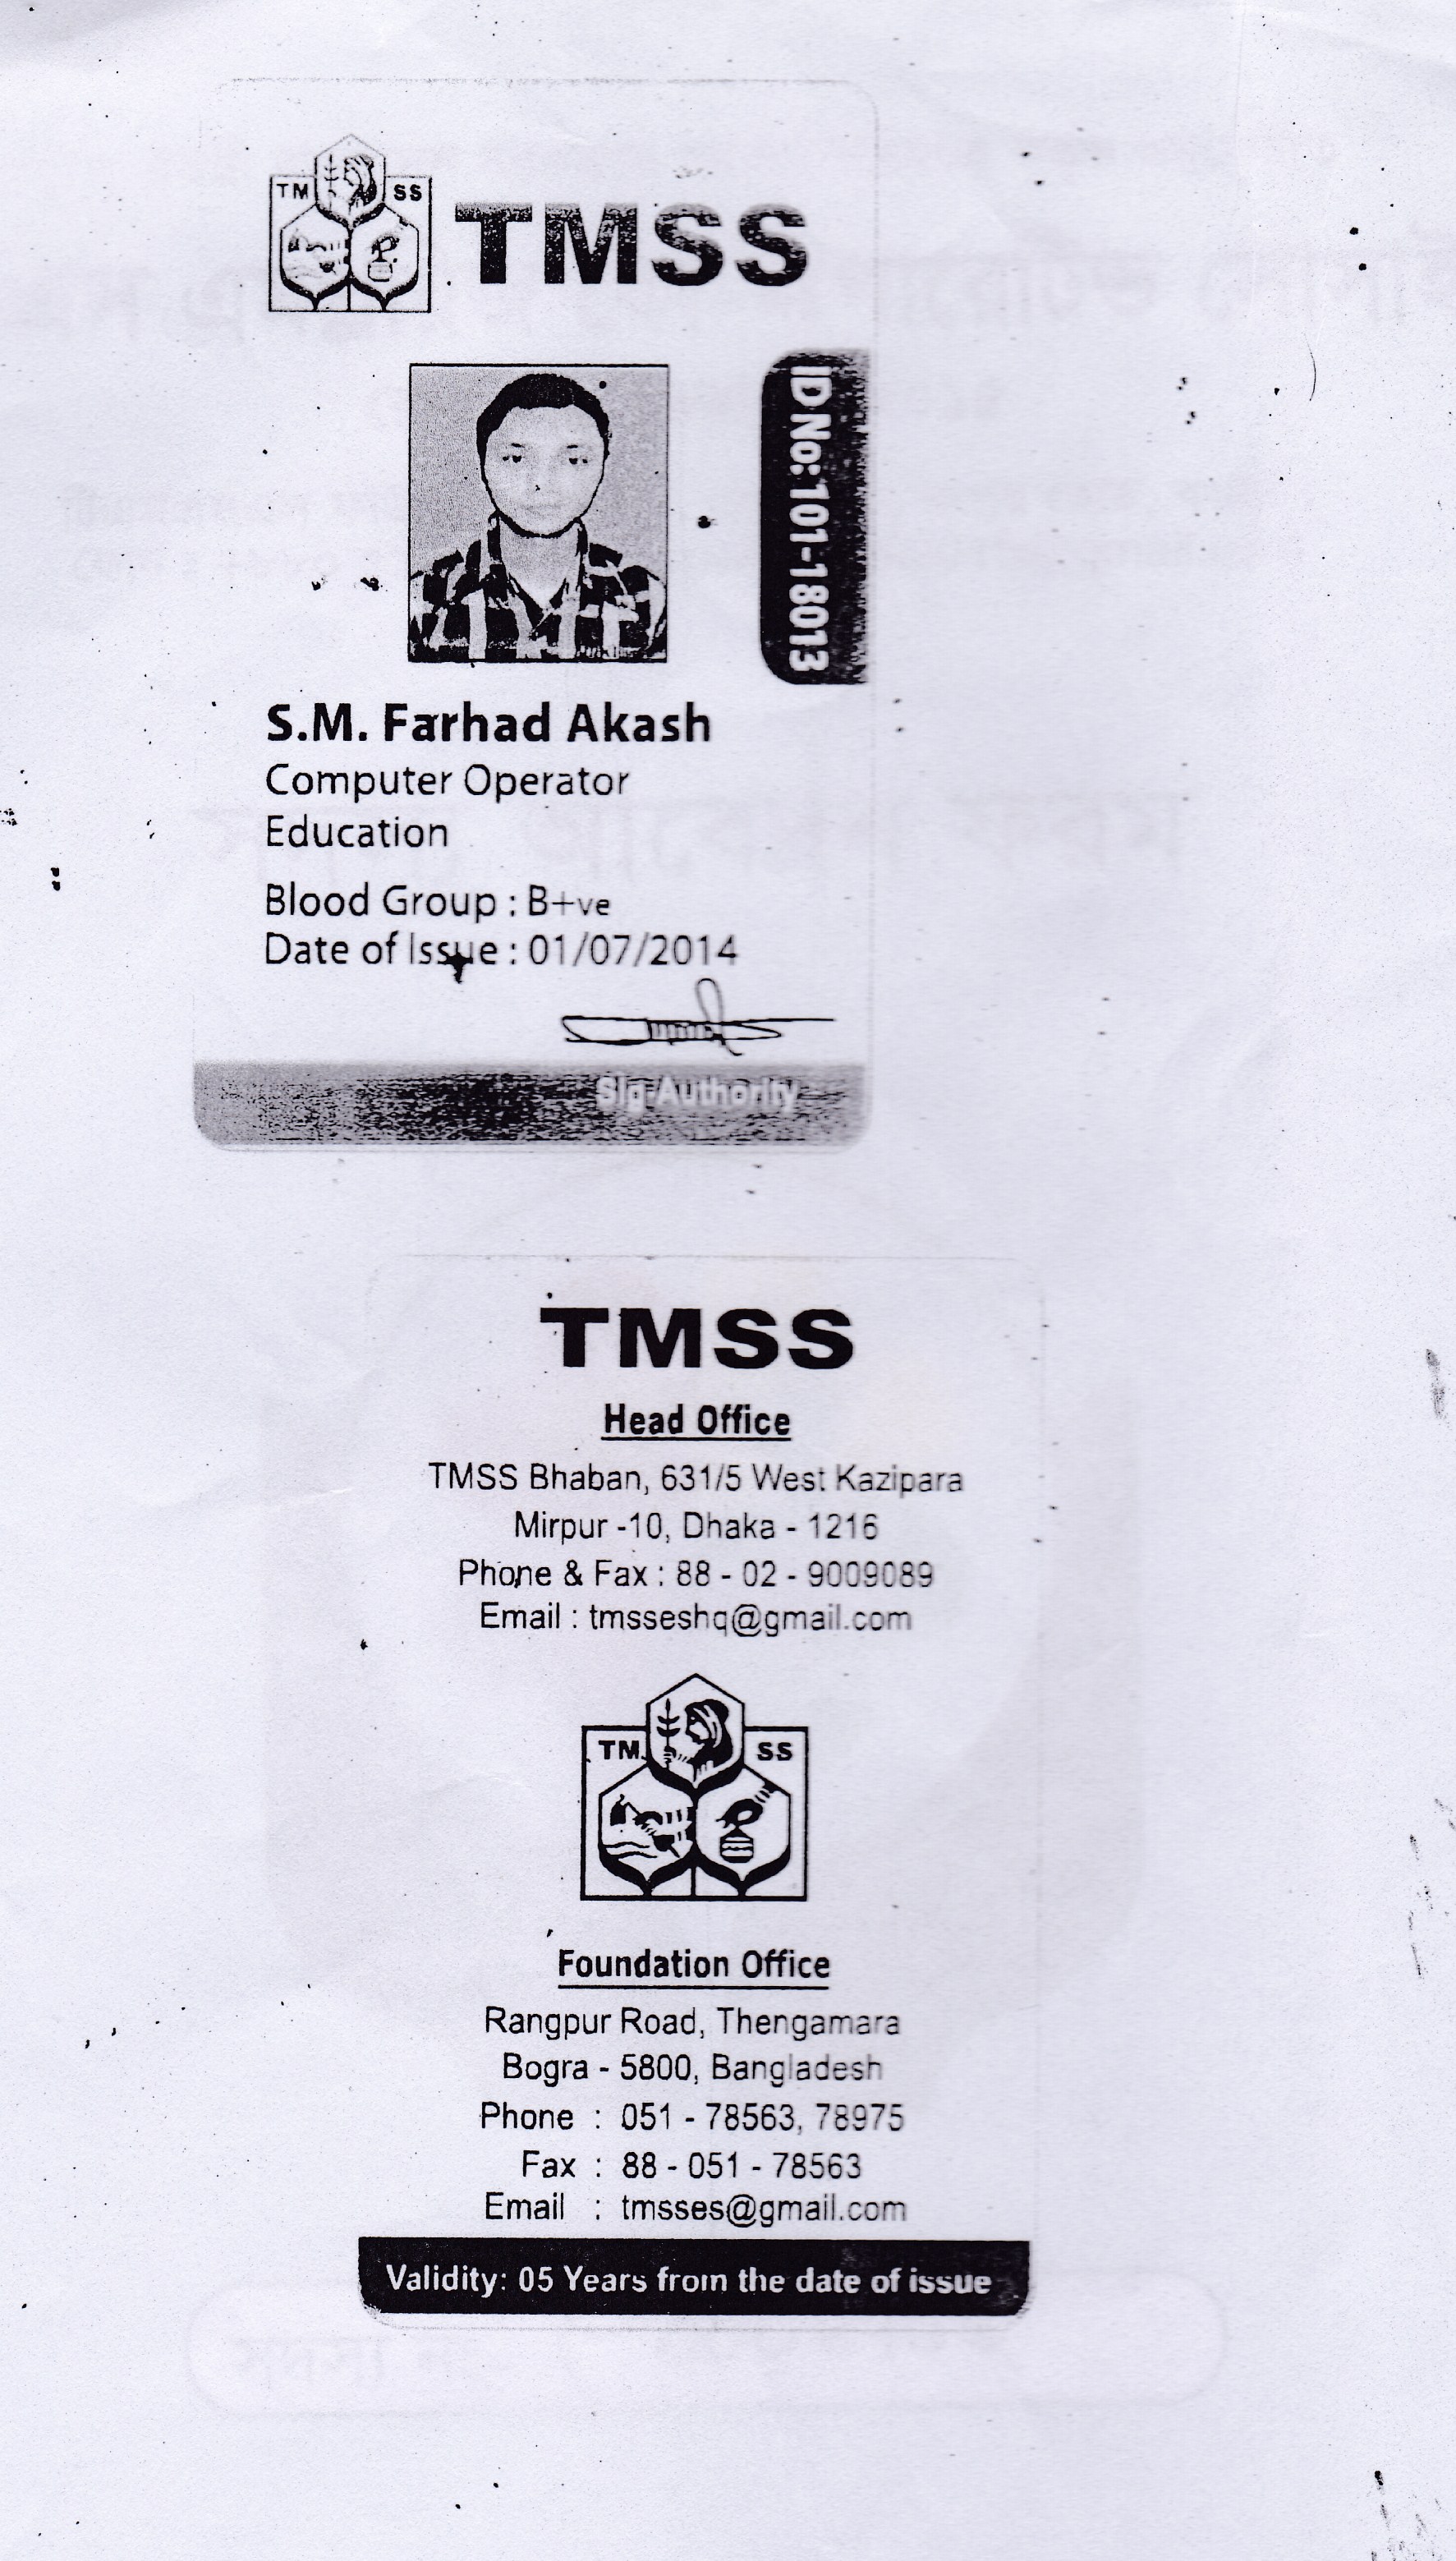 TM SS
TMSS
ID No: 101-18013
S.M. Farhad Akash
Computer Operator
Education
Blood Group : B+ve
Date of Issue : 01/07/2014
Sig-Authority
TMSS
Head Office
TMSS Bhaban, 631/5 West Kazipara
Mirpur -10, Dhaka - 1216
Phone & Fax : 88 - 02 - 9009089
Email : tmsseshq@gmail.com
TM SS
Foundation Office
Rangpur Road, Thengamara
Bogra - 5800, Bangladesh
Phone : 051 - 78563, 78975
Fax : 88 - 051 - 78563
Email : tmsses@gmail.com
Validity: 05 Years from the date of issue